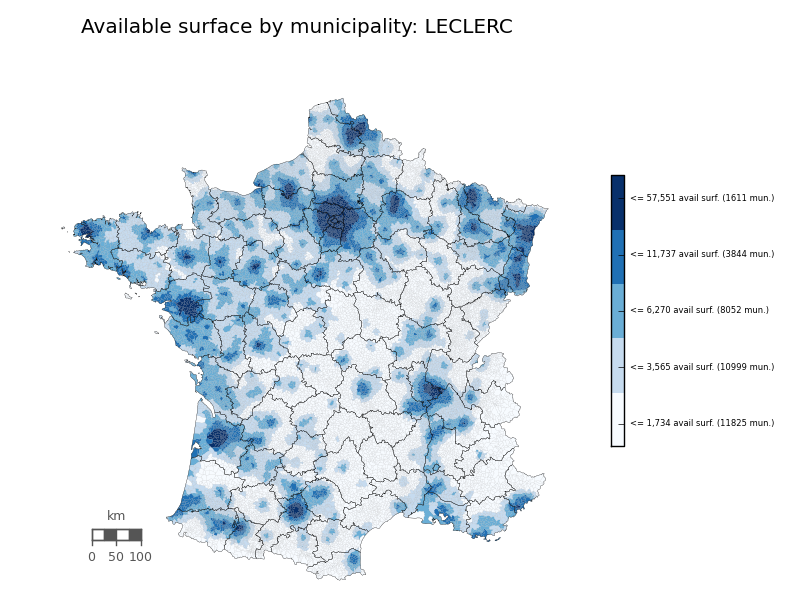 Available surface by municipality: LECLERC
<= 57,551 avail surf. (1611 mun.)
<= 11,737 avail surf. (3844 mun.)
<= 6,270 avail surf. (8052 mun.)
<= 3,565 avail surf. (10999 mun.)
<= 1,734 avail surf. (11825 mun.)
km
0 50 100